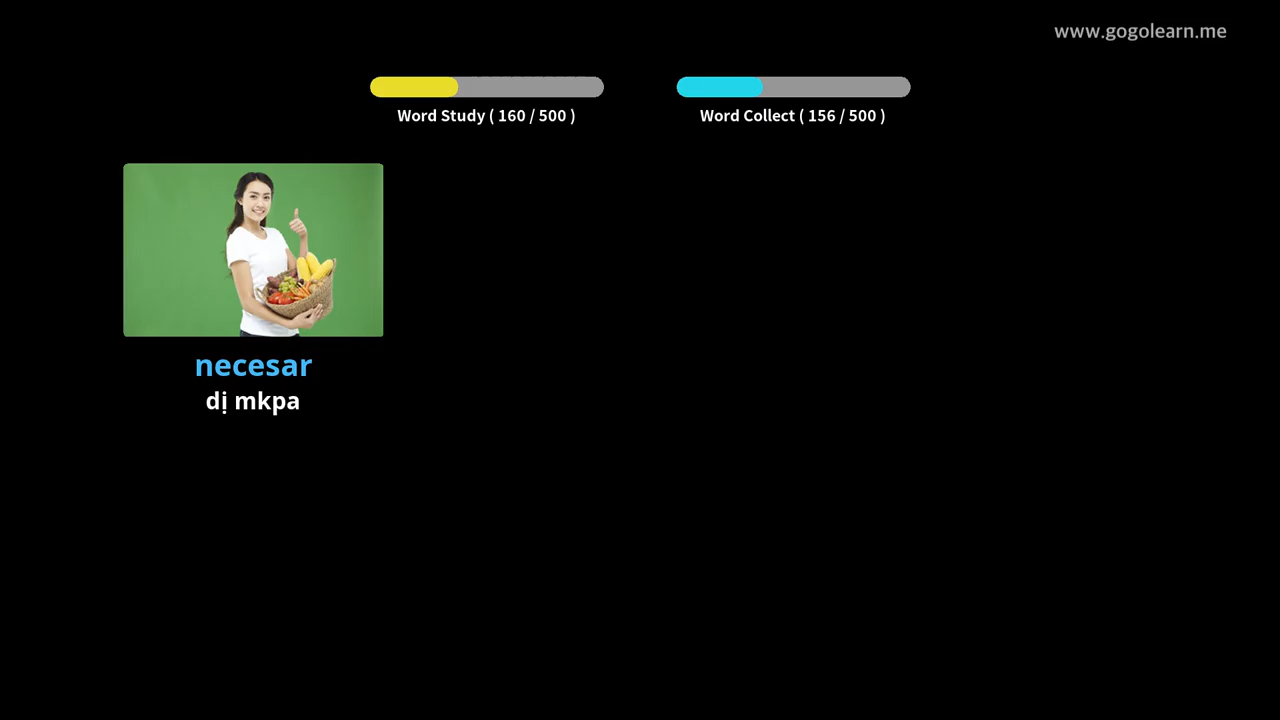 www.gogolearn.me
Word Study ( 160 / 500 )
Word Collect ( 156 / 500 )
necesar
dị mkpa